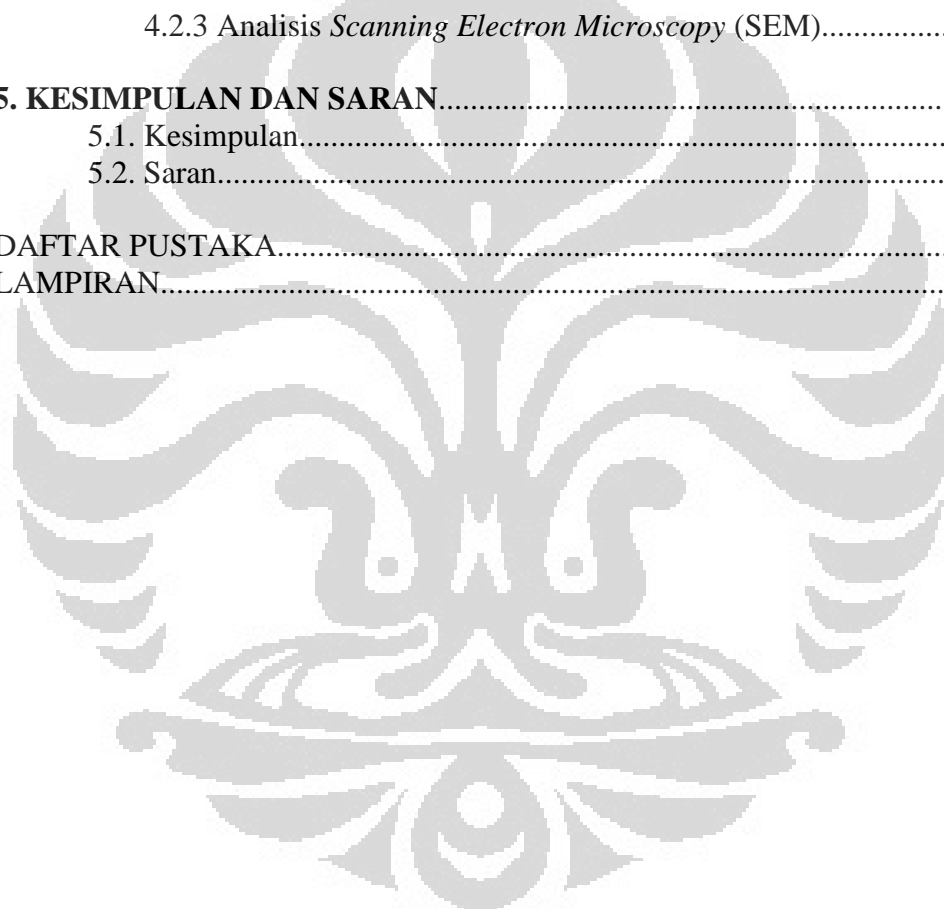 4.2.3 Analisis Scanning Electron Microscopy (SEM)................
5. KESIMPULAN DAN SARAN................................................................
5.1. Kesimpulan................................................................................
5.2. Saran..........................................................................................
DAFTAR PUSTAKA....................................................................................
LAMPIRAN..................................................................................................